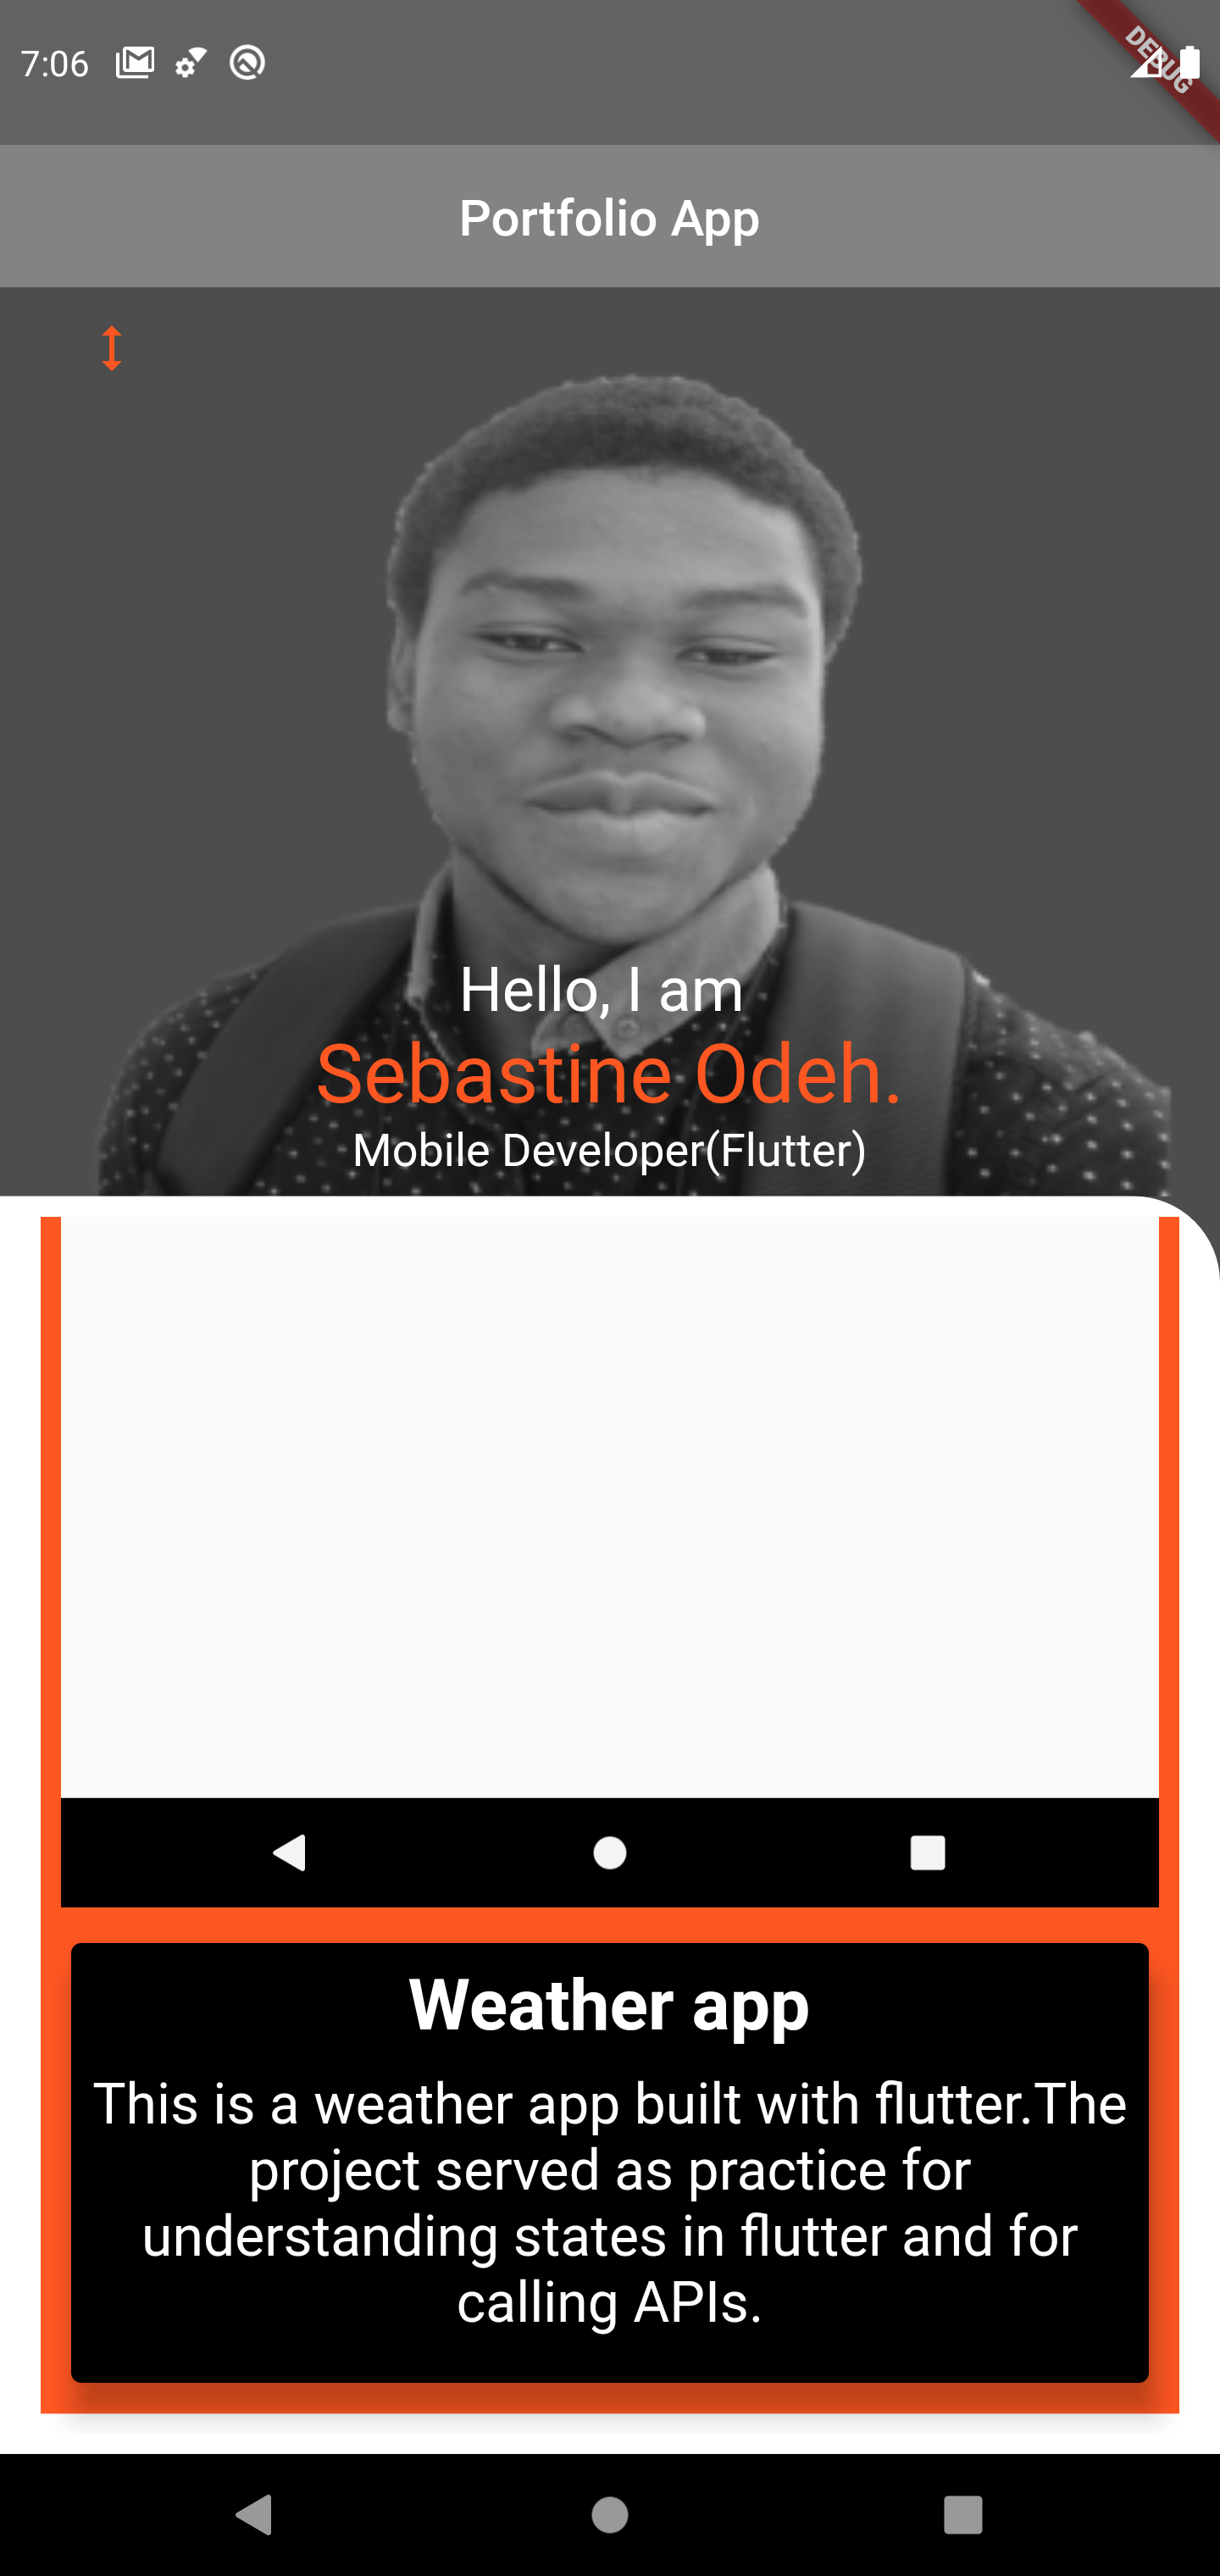 7:06
DEBUG
Portfolio App
Hello, I am
Sebastine Odeh.
Mobile Developer(Flutter)
Weather app
This is a weather app built with flutter.The
project served as practice for
understanding states in flutter and for
calling APIs.